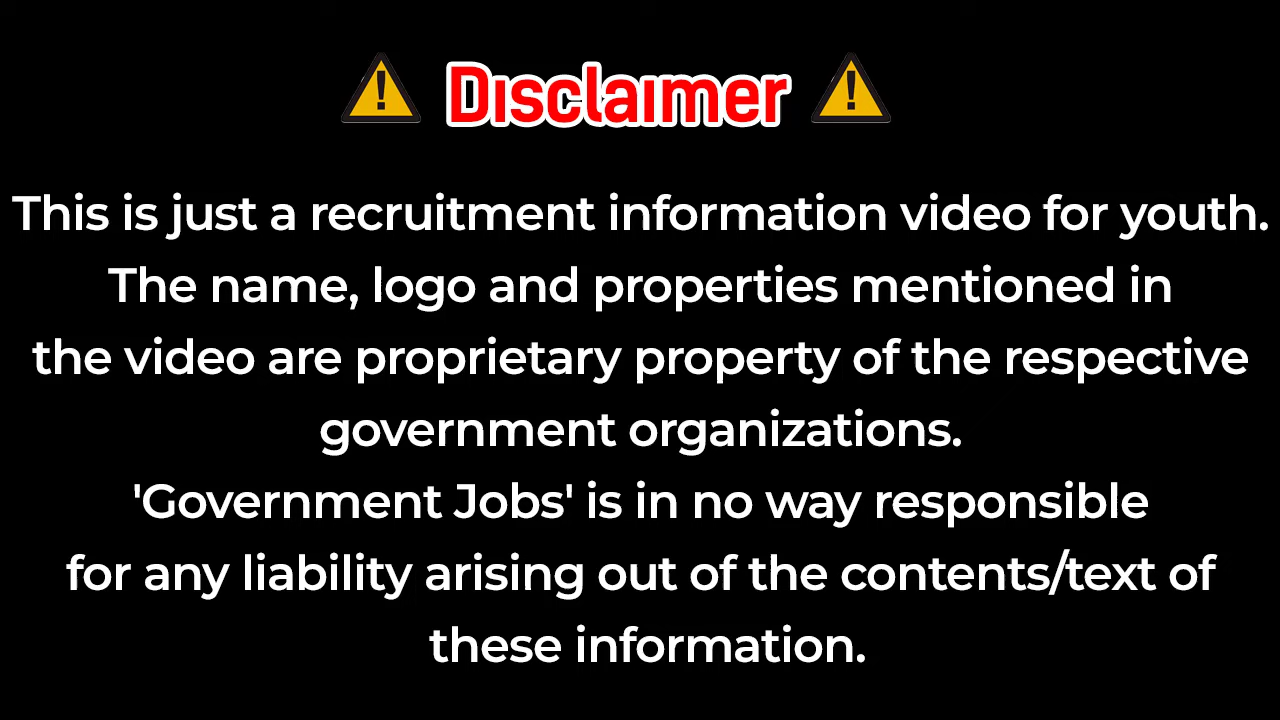 Disclaimer
This is just a recruitment information video for youth.
The name, logo and properties mentioned in
the video are proprietary property of the respective
government organizations.
'Government Jobs' is in no way responsible
for any liability arising out of the contents/text of
these information.